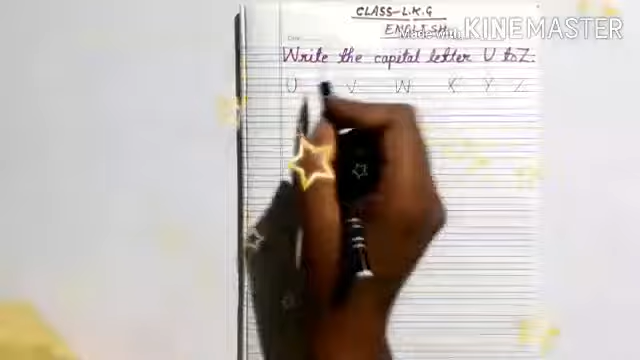 CLASS-L.K.G
ENGLISH
Made with KINEMASTER
Write the capital letter U to Z:
U V W X Y Z